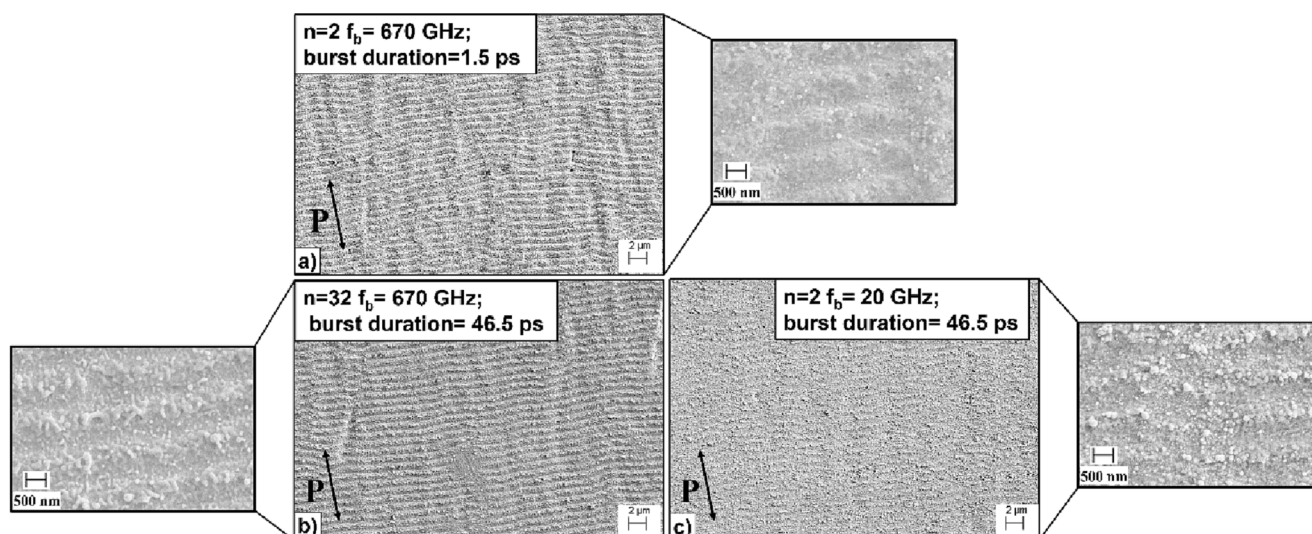 n=2 f_b= 670 GHz;
burst duration=1.5 ps
500 nm
P
2 µm
a)
n=32 f_b= 670 GHz;
burst duration= 46.5 ps
n=2 f_b= 20 GHz;
burst duration= 46.5 ps
500 nm
P
2 µm
b)
P
2 µm
c)
500 nm